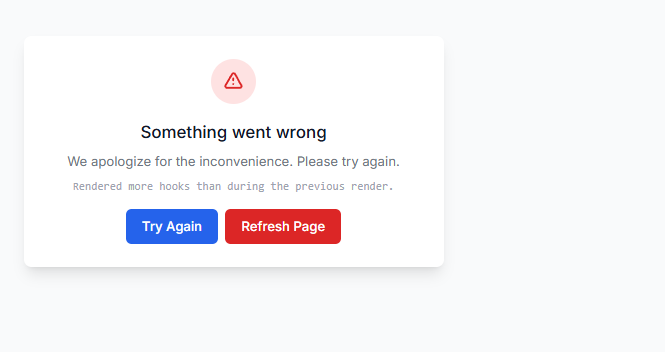 Something went wrong
We apologize for the inconvenience. Please try again.
Rendered more hooks than during the previous render.
Try Again
Refresh Page